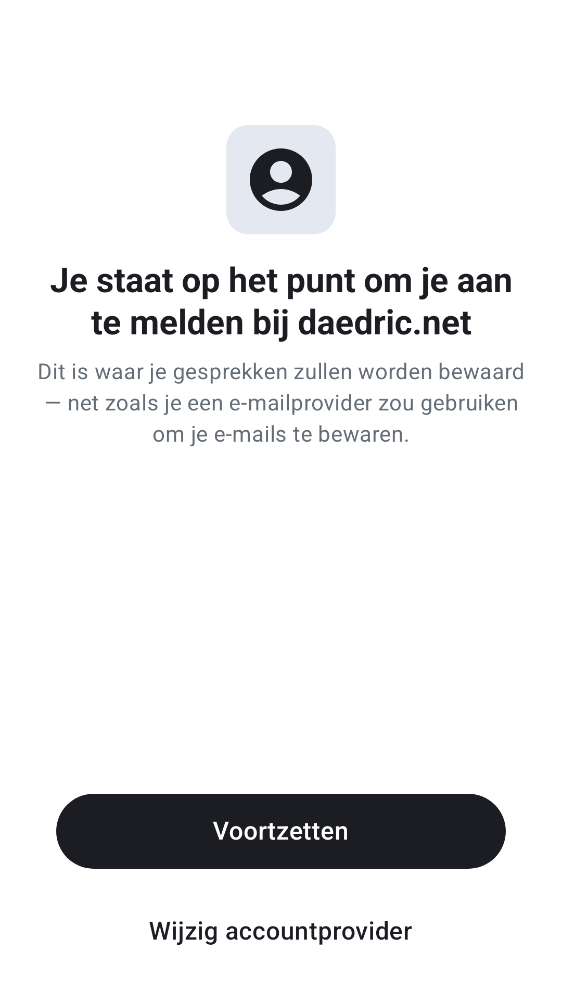 Je staat op het punt om je aan
te melden bij daedric.net
Dit is waar je gesprekken zullen worden bewaard
— net zoals je een e-mailprovider zou gebruiken
om je e-mails te bewaren.
Voortzetten
Wijzig accountprovider